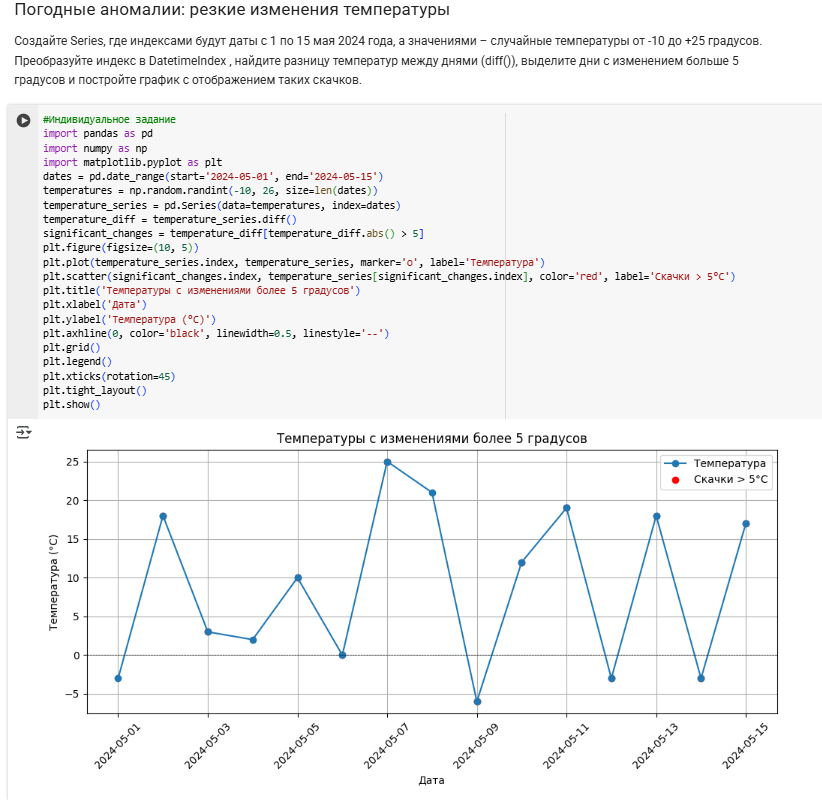 Погодные аномалии: резкие изменения температуры
Создайте Series, где индексами будут даты с 1 по 15 мая 2024 года, а значениями – случайные температуры от -10 до +25 градусов.
Преобразуйте индекс в DatetimeIndex , найдите разницу температур между днями (diff()), выделите дни с изменением больше 5
градусов и постройте график с отображением таких скачков.
#Индивидуальное задание
import pandas as pd
import numpy as np
import matplotlib.pyplot as plt
dates = pd.date_range(start='2024-05-01', end='2024-05-15')
temperatures = np.random.randint(-10, 26, size=len(dates))
temperature_series = pd.Series(data=temperatures, index=dates)
temperature_diff = temperature_series.diff()
significant_changes = temperature_diff[temperature_diff.abs() > 5]
plt.figure(figsize=(10, 5))
plt.plot(temperature_series.index, temperature_series, marker='o', label='Температура')
plt.scatter(significant_changes.index, temperature_series[significant_changes.index], color='red', label='Скачки > 5°C')
plt.title('Температуры с изменениями более 5 градусов')
plt.xlabel('Дата')
plt.ylabel('Температура (°C)')
plt.axhline(0, color='black', linewidth=0.5, linestyle='--')
plt.grid()
plt.legend()
plt.xticks(rotation=45)
plt.tight_layout()
plt.show()
Температуры с изменениями более 5 градусов
Температура
Скачки > 5°C
Температура (°C)
25
20
15
10
5
0
−5
2024-05-01
2024-05-03
2024-05-05
2024-05-07
2024-05-09
2024-05-11
2024-05-13
2024-05-15
Дата